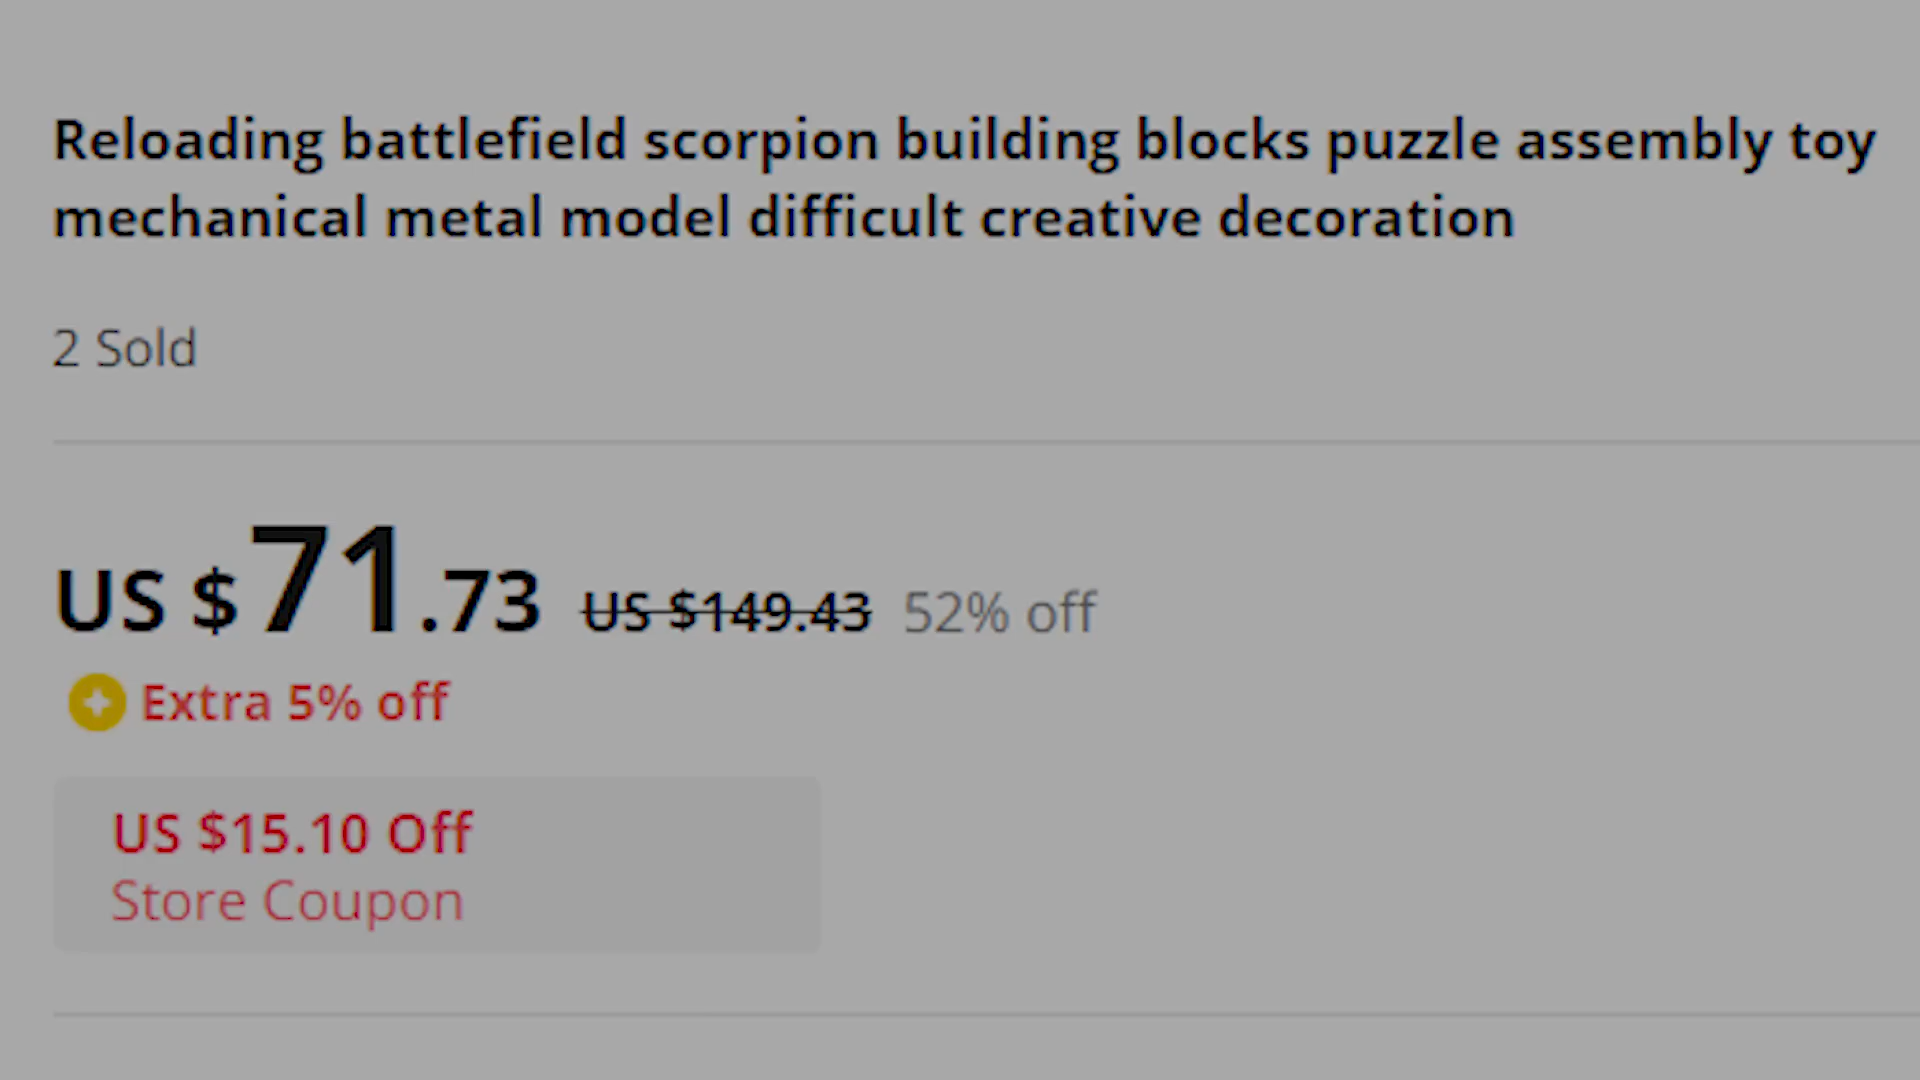 Reloading battlefield scorpion building blocks puzzle assembly toy
mechanical metal model difficult creative decoration
2 Sold
US $71.73 US $149.43 52% off
Extra 5% off
US $15.10 Off
Store Coupon